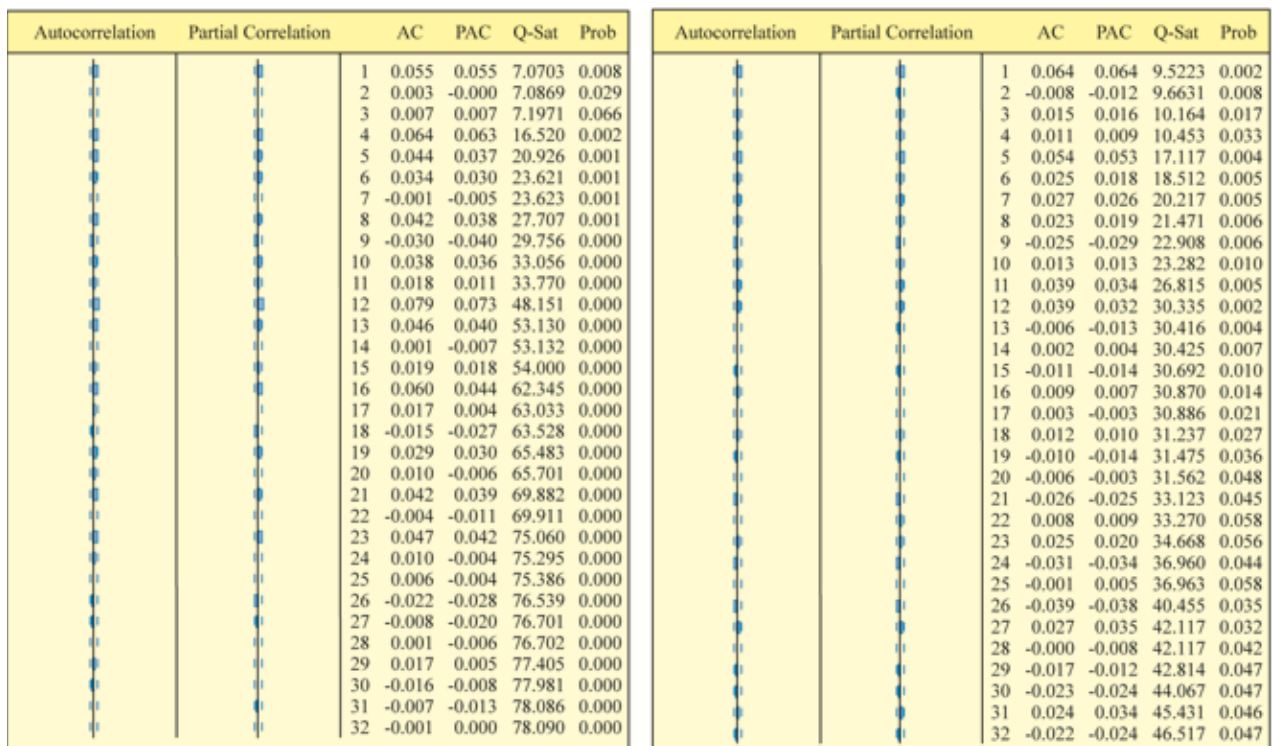 Autocorrelation Partial Correlation AC PAC Q-Sat Prob
1 0.055 0.055 7.0703 0.008
2 0.003 -0.000 7.0869 0.029
3 0.007 0.007 7.1971 0.066
4 0.064 0.063 16.520 0.002
5 0.044 0.037 20.926 0.001
6 0.034 0.030 23.621 0.001
7 -0.001 -0.005 23.623 0.001
8 0.042 0.038 27.707 0.001
9 -0.030 -0.040 29.756 0.000
10 0.038 0.036 33.056 0.000
11 0.018 0.011 33.770 0.000
12 0.079 0.073 48.151 0.000
13 0.046 0.040 53.130 0.000
14 0.001 -0.007 53.132 0.000
15 0.019 0.018 54.000 0.000
16 0.060 0.044 62.345 0.000
17 0.017 0.004 63.033 0.000
18 -0.015 -0.027 63.528 0.000
19 0.029 0.030 65.483 0.000
20 0.010 -0.006 65.701 0.000
21 0.042 0.039 69.882 0.000
22 -0.004 -0.011 69.911 0.000
23 0.047 0.042 75.060 0.000
24 0.010 -0.004 75.295 0.000
25 0.006 -0.004 75.386 0.000
26 -0.022 -0.028 76.539 0.000
27 -0.008 -0.020 76.701 0.000
28 0.001 -0.006 76.702 0.000
29 0.017 0.005 77.405 0.000
30 -0.016 -0.008 77.981 0.000
31 -0.007 -0.013 78.086 0.000
32 -0.001 0.000 78.090 0.000
Autocorrelation Partial Correlation AC PAC Q-Sat Prob
1 0.064 0.064 9.5223 0.002
2 -0.008 -0.012 9.6631 0.008
3 0.015 0.016 10.164 0.017
4 0.011 0.009 10.453 0.033
5 0.054 0.053 17.117 0.004
6 0.025 0.018 18.512 0.005
7 0.027 0.026 20.217 0.005
8 0.023 0.019 21.471 0.006
9 -0.025 -0.029 22.908 0.006
10 0.013 0.013 23.282 0.010
11 0.039 0.034 26.815 0.005
12 0.039 0.032 30.335 0.002
13 -0.006 -0.013 30.416 0.004
14 0.002 0.004 30.425 0.007
15 -0.011 -0.014 30.692 0.010
16 0.009 0.007 30.870 0.014
17 0.003 -0.003 30.886 0.021
18 0.012 0.010 31.237 0.027
19 -0.010 -0.014 31.475 0.036
20 -0.006 -0.003 31.562 0.048
21 -0.026 -0.025 33.123 0.045
22 0.008 0.009 33.270 0.058
23 0.025 0.020 34.668 0.056
24 -0.031 -0.034 36.960 0.044
25 -0.001 0.005 36.963 0.058
26 -0.039 -0.038 40.455 0.035
27 0.027 0.035 42.117 0.032
28 -0.000 -0.008 42.117 0.042
29 -0.017 -0.012 42.814 0.047
30 -0.023 -0.024 44.067 0.047
31 0.024 0.034 45.431 0.046
32 -0.022 -0.024 46.517 0.047